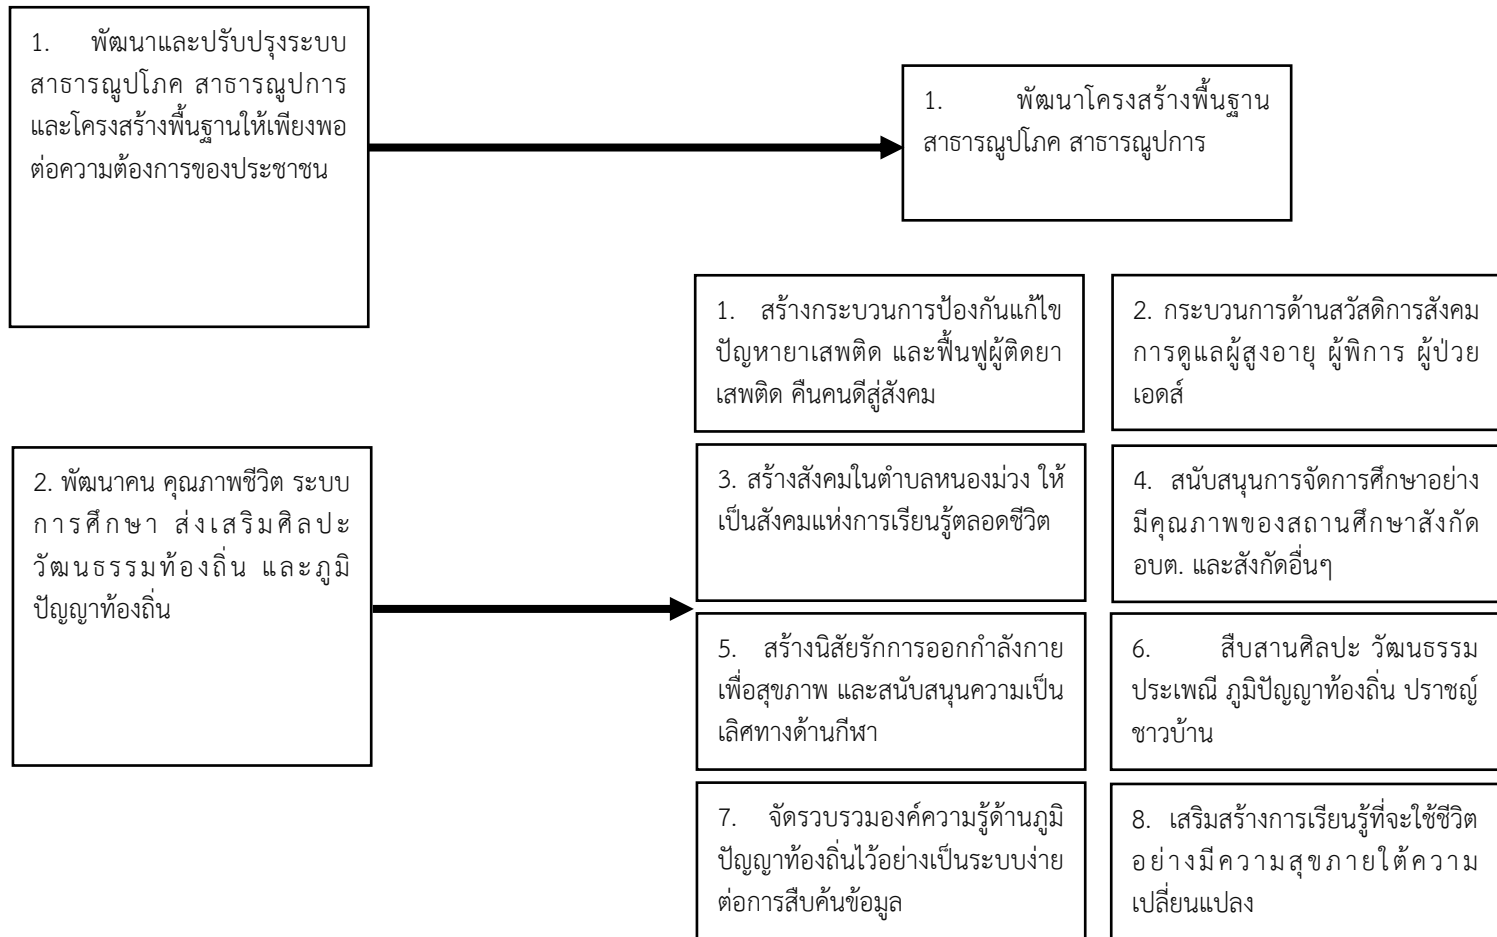 1. พัฒนาและปรับปรุงระบบ
สาธารณูปโภค สาธารณูปการ
และโครงสร้างพื้นฐานให้เพียงพอ
ต่อความต้องการของประชาชน
1. พัฒนาโครงสร้างพื้นฐาน
สาธารณูปโภค สาธารณูปการ
1. สร้างกระบวนการป้องกันแก้ไข
ปัญหายาเสพติด และฟื้นฟูผู้ติดยา
เสพติด คืนคนดีสู่สังคม
2. กระบวนการด้านสวัสดิการสังคม
การดูแลผู้สูงอายุ ผู้พิการ ผู้ป่วย
เอดส์
2. พัฒนาคน คุณภาพชีวิต ระบบ
การศึกษา ส่งเสริมศิลปะ
วัฒนธรรมท้องถิ่น และภูมิ
ปัญญาท้องถิ่น
3. สร้างสังคมในตำบลหนองม่วง ให้
เป็นสังคมแห่งการเรียนรู้ตลอดชีวิต
4. สนับสนุนการจัดการศึกษาอย่าง
มีคุณภาพของสถานศึกษาสังกัด
อบต. และสังกัดอื่นๆ
5. สร้างนิสัยรักการออกกำลังกาย
เพื่อสุขภาพ และสนับสนุนความเป็น
เลิศทางด้านกีฬา
6. สืบสานศิลปะ วัฒนธรรม
ประเพณี ภูมิปัญญาท้องถิ่น ปราชญ์
ชาวบ้าน
7. จัดรวบรวมองค์ความรู้ด้านภูมิ
ปัญญาท้องถิ่นไว้อย่างเป็นระบบง่าย
ต่อการสืบค้นข้อมูล
8. เสริมสร้างการเรียนรู้ที่จะใช้ชีวิต
อย่างมีความสุขภายใต้ความ
เปลี่ยนแปลง